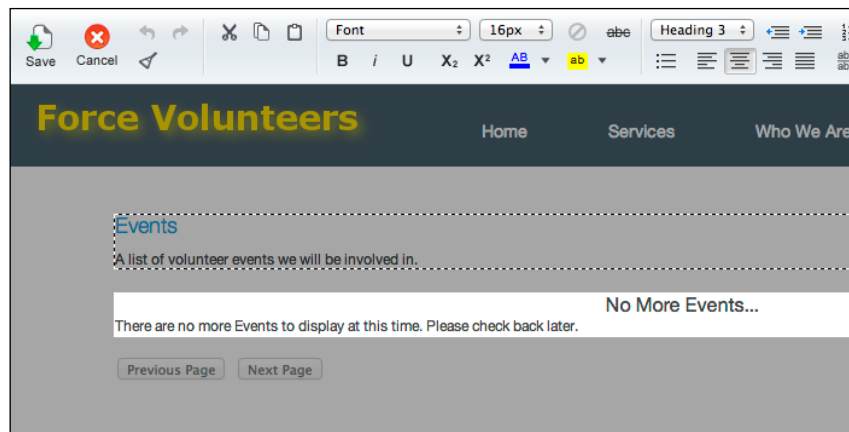 Font 16px abc Heading 3
Save Cancel B i U X₂ X² AB ab
Force Volunteers
Home Services Who We Are
Events
A list of volunteer events we will be involved in.
No More Events...
There are no more Events to display at this time. Please check back later.
Previous Page Next Page